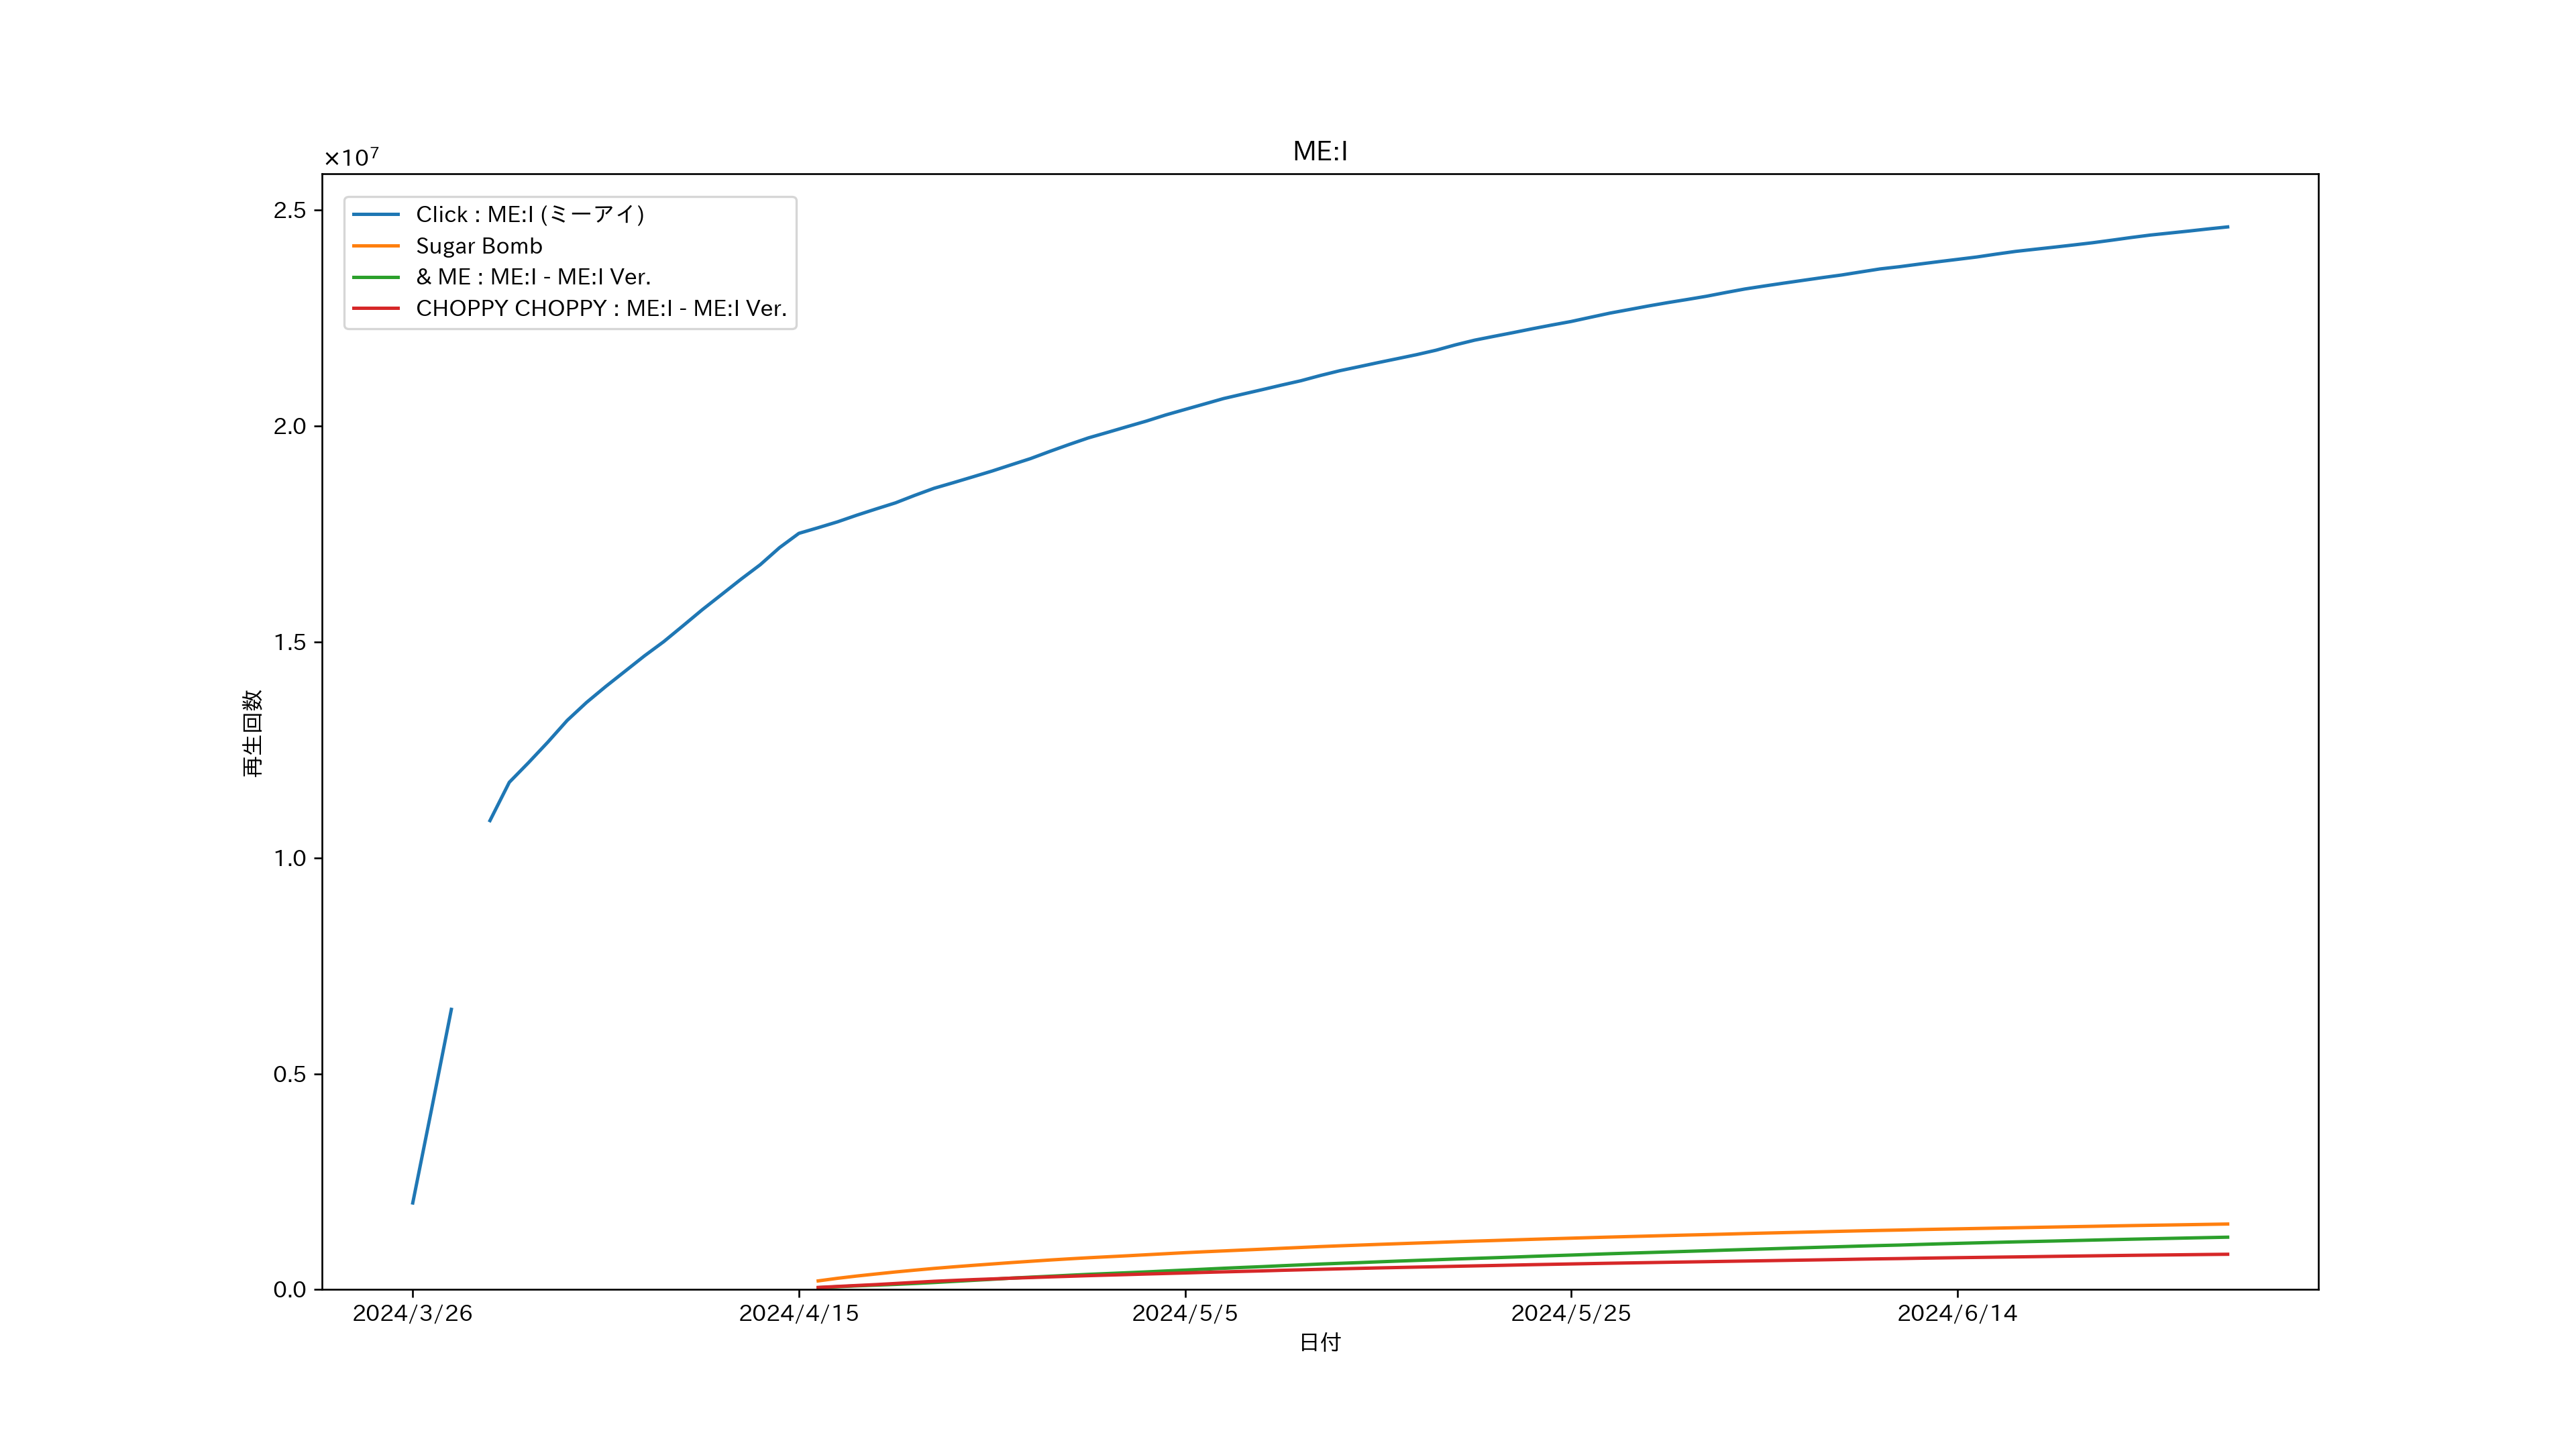 ME:I
×10⁷
Click : ME:I (ミーアイ)
Sugar Bomb
& ME : ME:I - ME:I Ver.
CHOPPY CHOPPY : ME:I - ME:I Ver.
2.5
2.0
1.5
1.0
0.5
0.0
再生回数
2024/3/26
2024/4/15
2024/5/5
2024/5/25
2024/6/14
日付